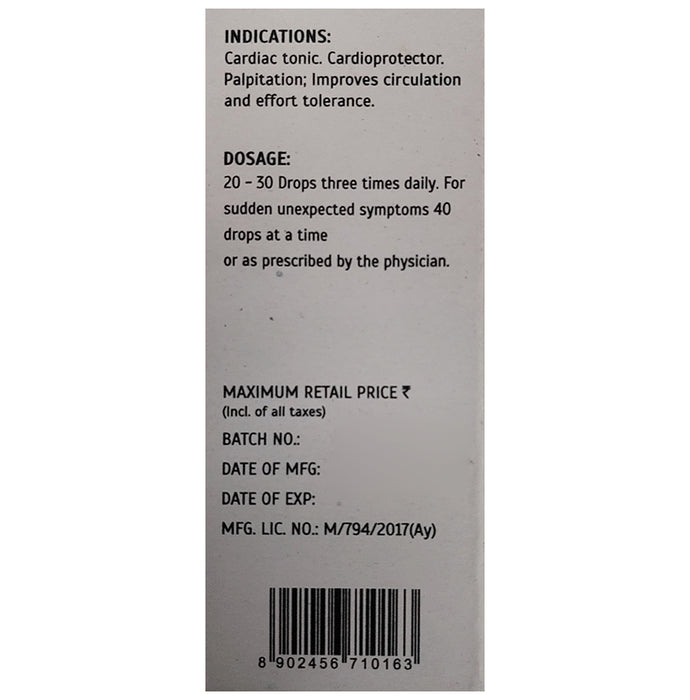 INDICATIONS:
Cardiac tonic. Cardioprotector.
Palpitation; Improves circulation
and effort tolerance.
DOSAGE:
20 - 30 Drops three times daily. For
sudden unexpected symptoms 40
drops at a time
or as prescribed by the physician.
MAXIMUM RETAIL PRICE ₹
(Incl. of all taxes)
BATCH NO.:
DATE OF MFG:
DATE OF EXP:
MFG. LIC. NO.: M/794/2017(Ay)
8 902456 710163